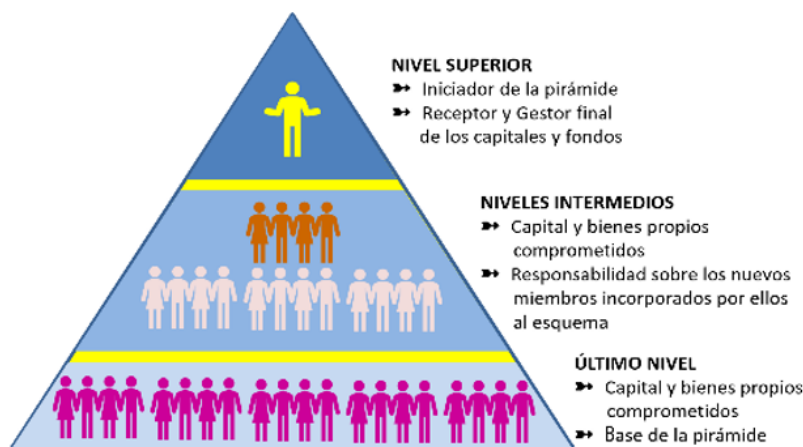 NIVEL SUPERIOR
➳ Iniciador de la pirámide
➳ Receptor y Gestor final
de los capitales y fondos
NIVELES INTERMEDIOS
➳ Capital y bienes propios
comprometidos
➳ Responsabilidad sobre los nuevos
miembros incorporados por ellos
al esquema
ÚLTIMO NIVEL
➳ Capital y bienes propios
comprometidos
➳ Base de la pirámide